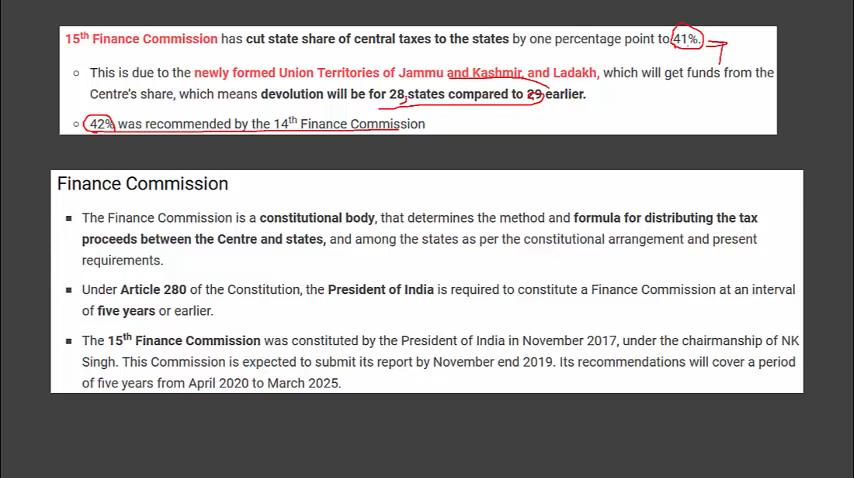 15th Finance Commission has cut state share of central taxes to the states by one percentage point to 41%.
This is due to the newly formed Union Territories of Jammu and Kashmir, and Ladakh, which will get funds from the
Centre's share, which means devolution will be for 28 states compared to 29 earlier.
42% was recommended by the 14th Finance Commission
Finance Commission
The Finance Commission is a constitutional body, that determines the method and formula for distributing the tax
proceeds between the Centre and states, and among the states as per the constitutional arrangement and present
requirements.
Under Article 280 of the Constitution, the President of India is required to constitute a Finance Commission at an interval
of five years or earlier.
The 15th Finance Commission was constituted by the President of India in November 2017, under the chairmanship of NK
Singh. This Commission is expected to submit its report by November end 2019. Its recommendations will cover a period
of five years from April 2020 to March 2025.